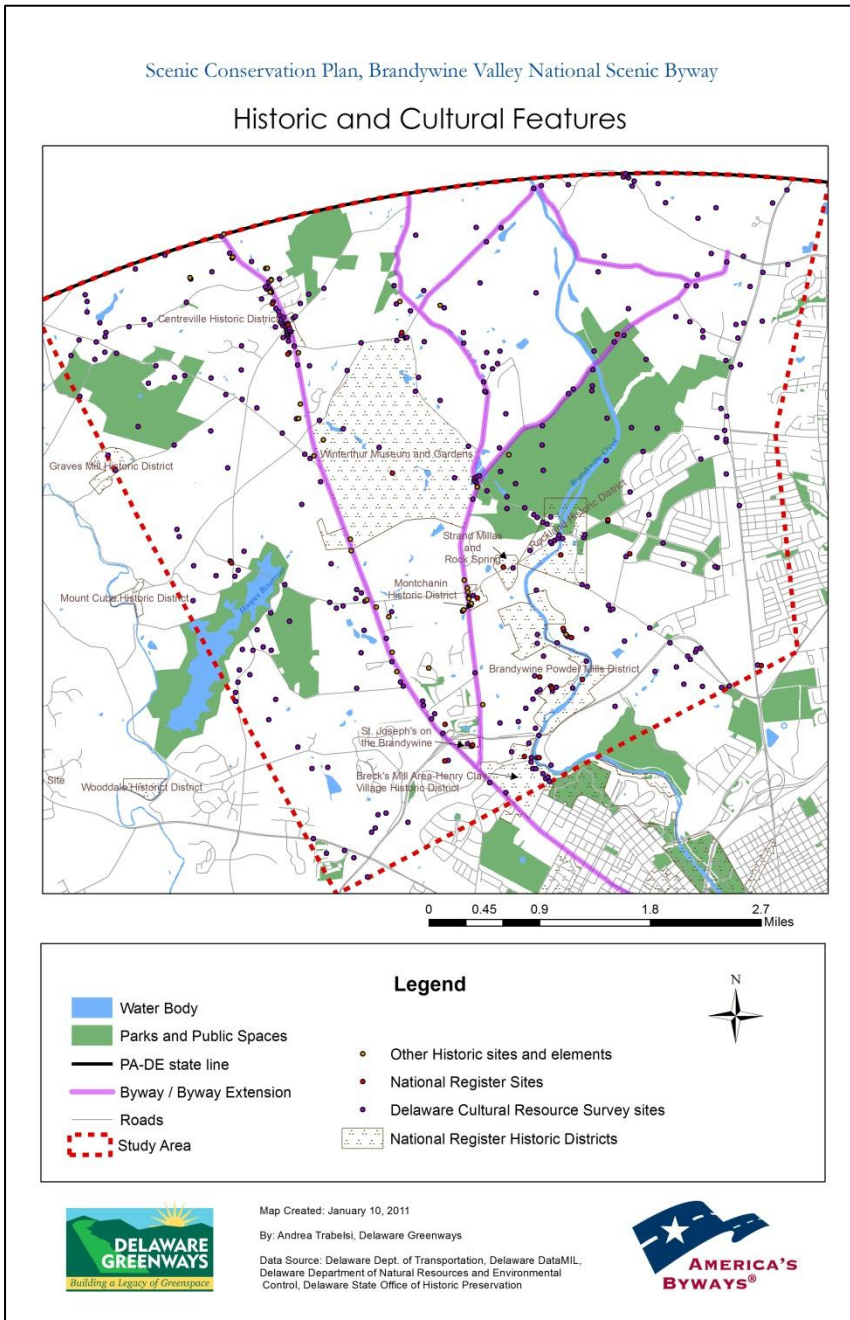 Scenic Conservation Plan, Brandywine Valley National Scenic Byway
Historic and Cultural Features
Centreville Historic District
Winterthur Museum and Gardens
Graves Mill Historic District
Brandywine Creek
Rockland Historic District
Strand Millas
and
Rock Spring
Montchanin
Historic District
Mount Cuba Historic District
Hoopes Reservoir
Brandywine Powder Mills District
St. Joseph's on
the Brandywine
Breck's Mill Area-Henry Clay
Village Historic District
Site
Wooddale Historic District
0 0.45 0.9 1.8 2.7
Miles
Legend
N
Water Body
Parks and Public Spaces
PA-DE state line
Byway / Byway Extension
Roads
Study Area
Other Historic sites and elements
National Register Sites
Delaware Cultural Resource Survey sites
National Register Historic Districts
DELAWARE
GREENWAYS
Building a Legacy of Greenspace
Map Created: January 10, 2011
By: Andrea Trabelsi, Delaware Greenways
Data Source: Delaware Dept. of Transportation, Delaware DataMIL,
Delaware Department of Natural Resources and Environmental
Control, Delaware State Office of Historic Preservation
AMERICA'S
BYWAYS®